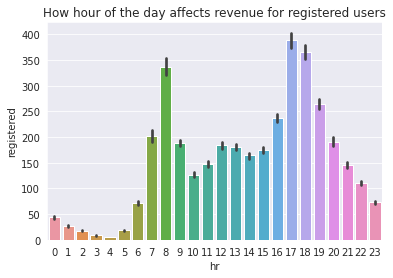 How hour of the day affects revenue for registered users
400
350
300
250
200
150
100
50
0
registered
0 1 2 3 4 5 6 7 8 9 10 11 12 13 14 15 16 17 18 19 20 21 22 23
hr